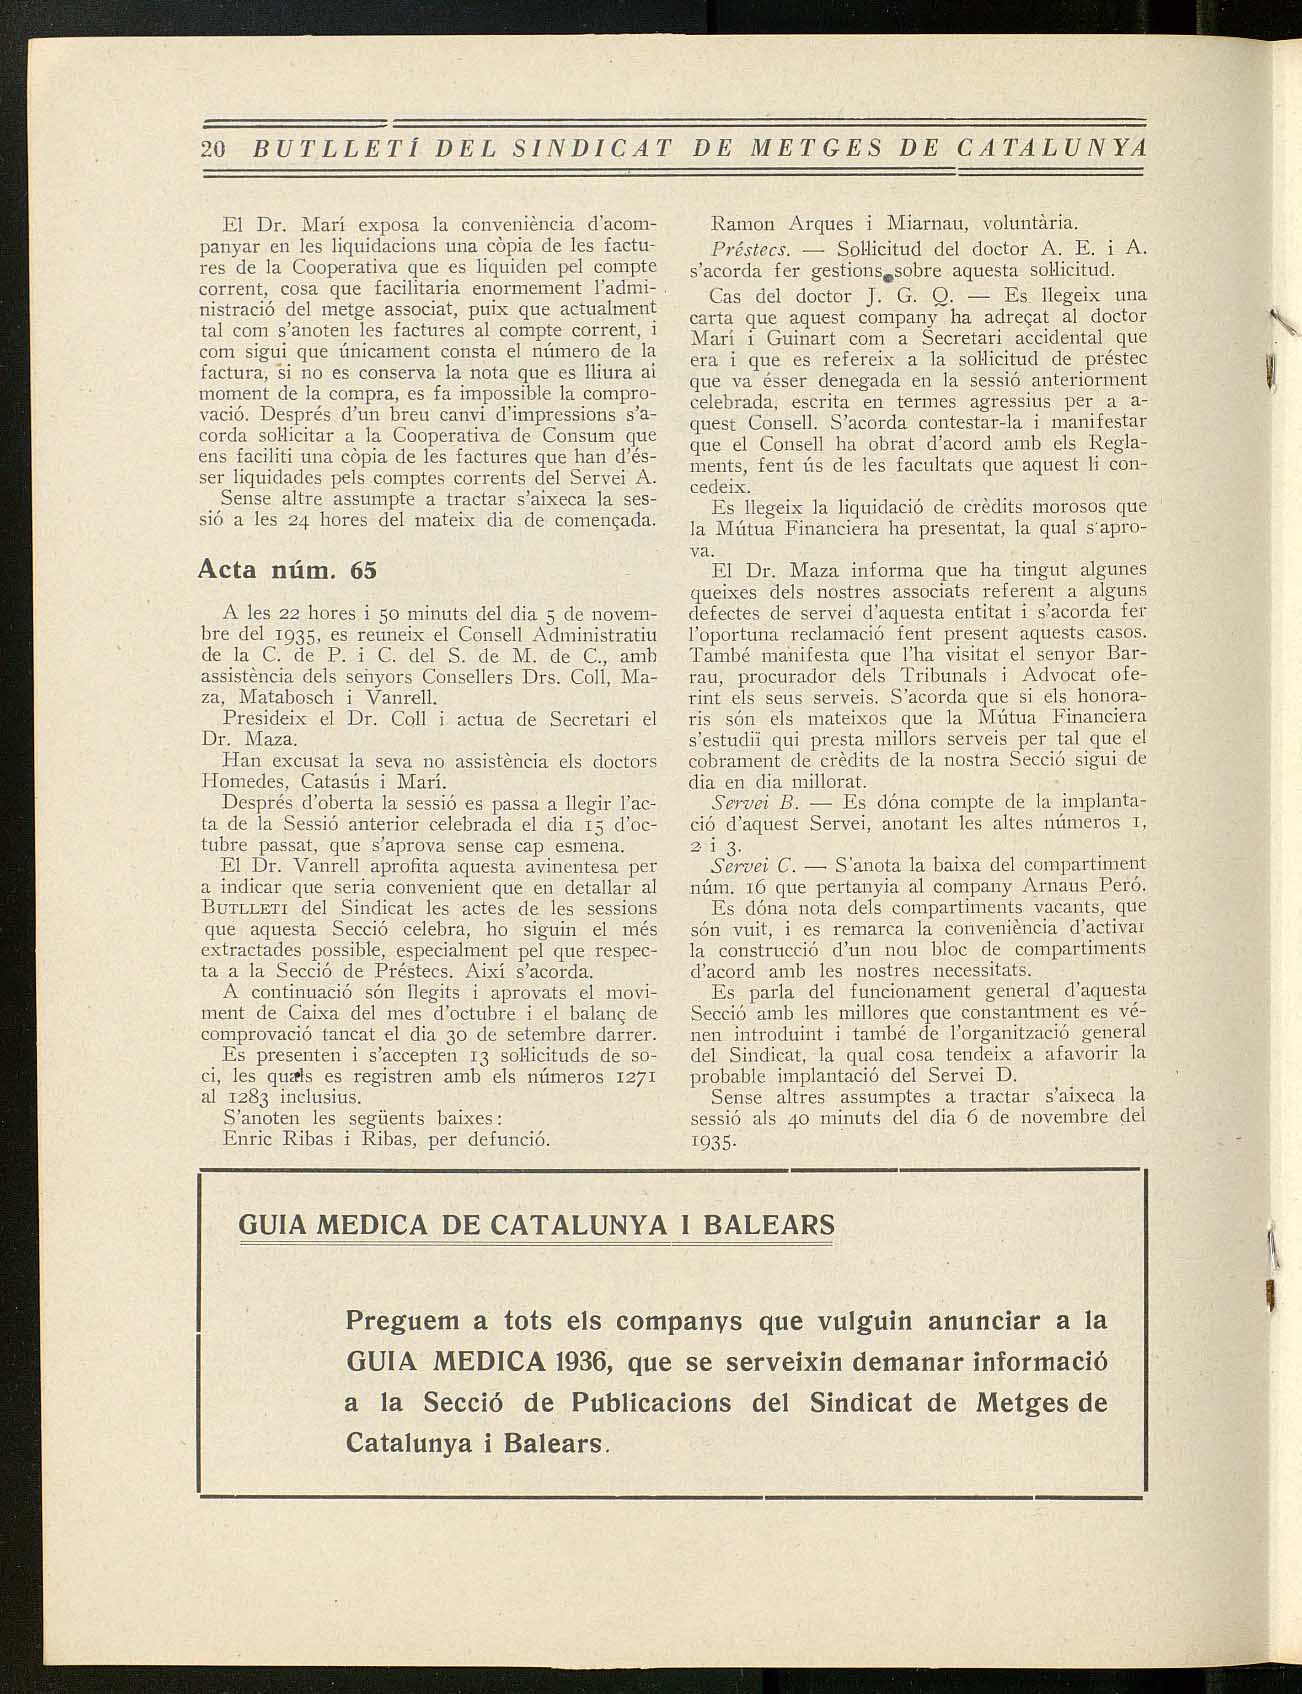 20 BUTLLETÍ DEL SINDICAT DE METGES DE CATALUNYA
El Dr. Marí exposa la conveniència d'acom-
panyar en les liquidacions una còpia de les factu-
res de la Cooperativa que es liquiden pel compte
corrent, cosa que facilitaria enormement l'admi-
nistració del metge associat, puix que actualment
tal com s'anoten les factures al compte corrent, i
com sigui que únicament consta el número de la
factura, si no es conserva la nota que es lliura al
moment de la compra, es fa impossible la compro-
vació. Després d'un breu canvi d'impressions s'a-
corda sol·licitar a la Cooperativa de Consum que
ens faciliti una còpia de les factures que han d'és-
ser liquidades pels comptes corrents del Servei A.
Sense altre assumpte a tractar s'aixeca la ses-
sió a les 24 hores del mateix dia de començada.
Acta núm. 65
A les 22 hores i 50 minuts del dia 5 de novem-
bre del 1935, es reuneix el Consell Administratiu
de la C. de P. i C. del S. de M. de C., amb
assistència dels senyors Consellers Drs. Coll, Ma-
za, Matabosch i Vanrell.
Presideix el Dr. Coll i actua de Secretari el
Dr. Maza.
Han excusat la seva no assistència els doctors
Homedes, Catasús i Marí.
Després d'oberta la sessió es passa a llegir l'ac-
ta de la Sessió anterior celebrada el dia 15 d'oc-
tubre passat, que s'aprova sense cap esmena.
El Dr. Vanrell aprofita aquesta avinentesa per
a indicar que seria convenient que en detallar al
BUTLLETI del Sindicat les actes de les sessions
que aquesta Secció celebra, ho siguin el més
extractades possible, especialment pel que respec-
ta a la Secció de Préstecs. Així s'acorda.
A continuació són llegits i aprovats el movi-
ment de Caixa del mes d'octubre i el balanç de
comprovació tancat el dia 30 de setembre darrer.
Es presenten i s'accepten 13 sol·licituds de so-
ci, les quals es registren amb els números 1271
al 1283 inclusius.
S'anoten les següents baixes:
Enric Ribas i Ribas, per defunció.
Ramon Arques i Miarnau, voluntària.
Préstecs. — Sol·licitud del doctor A. E. i A.
s'acorda fer gestions sobre aquesta sol·licitud.
Cas del doctor J. G. Q. — Es llegeix una
carta que aquest company ha adreçat al doctor
Marí i Guinart com a Secretari accidental que
era i que es refereix a la sol·licitud de préstec
que va ésser denegada en la sessió anteriorment
celebrada, escrita en termes agressius per a a-
quest Consell. S'acorda contestar-la i manifestar
que el Consell ha obrat d'acord amb els Regla-
ments, fent ús de les facultats que aquest li con-
cedeix.
Es llegeix la liquidació de crèdits morosos que
la Mútua Financiera ha presentat, la qual s'apro-
va.
El Dr. Maza informa que ha tingut algunes
queixes dels nostres associats referent a alguns
defectes de servei d'aquesta entitat i s'acorda fer
l'oportuna reclamació fent present aquests casos.
També manifesta que l'ha visitat el senyor Bar-
rau, procurador dels Tribunals i Advocat ofe-
rint els seus serveis. S'acorda que si els honora-
ris són els mateixos que la Mútua Financiera
s'estudiï qui presta millors serveis per tal que el
cobrament de crèdits de la nostra Secció sigui de
dia en dia millorat.
Servei B. — Es dóna compte de la implanta-
ció d'aquest Servei, anotant les altes números 1,
2 i 3.
Servei C. — S'anota la baixa del compartiment
núm. 16 que pertanyia al company Arnaus Peró.
Es dóna nota dels compartiments vacants, que
són vuit, i es remarca la conveniència d'activar
la construcció d'un nou bloc de compartiments
d'acord amb les nostres necessitats.
Es parla del funcionament general d'aquesta
Secció amb les millores que constantment es vé-
nen introduint i també de l'organització general
del Sindicat, la qual cosa tendeix a afavorir la
probable implantació del Servei D.
Sense altres assumptes a tractar s'aixeca la
sessió als 40 minuts del dia 6 de novembre del
1935.
GUIA MEDICA DE CATALUNYA I BALEARS
Preguem a tots els companys que vulguin anunciar a la
GUIA MEDICA 1936, que se serveixin demanar informació
a la Secció de Publicacions del Sindicat de Metges de
Catalunya i Balears.